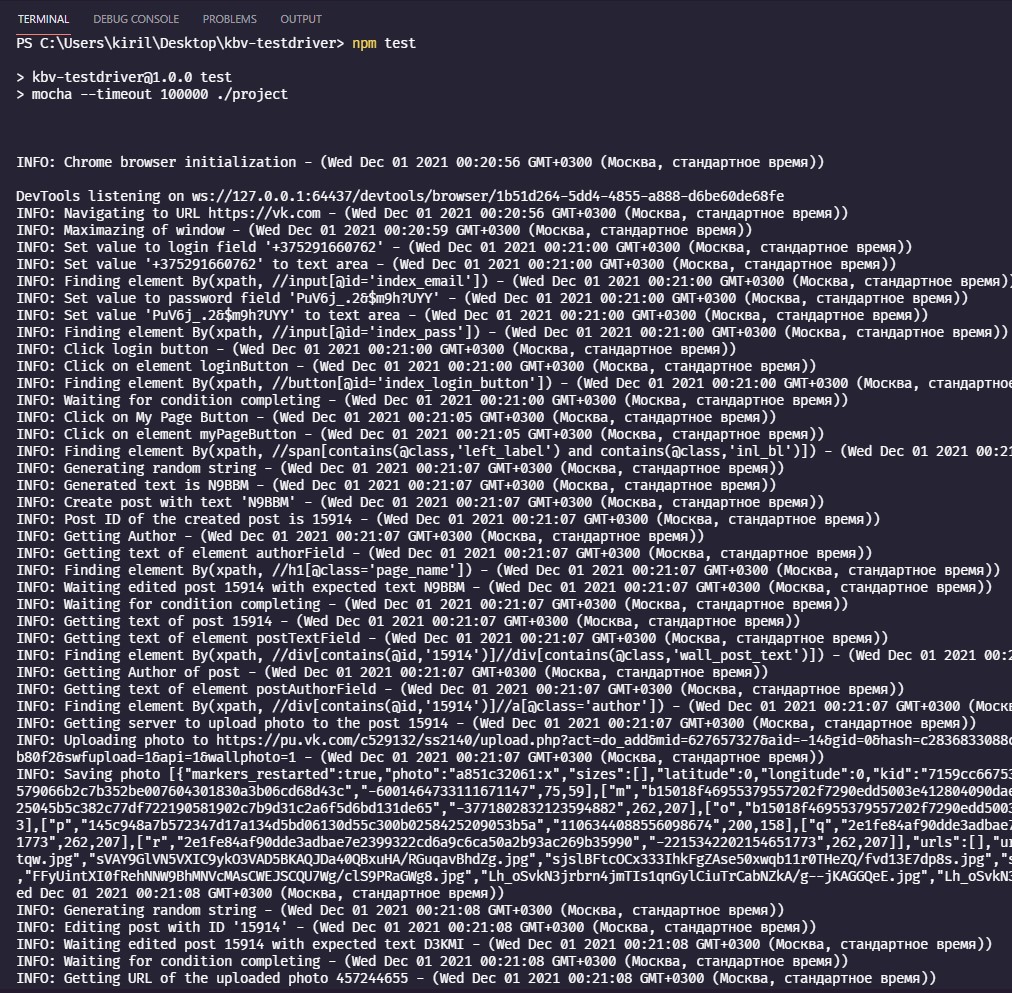 TERMINAL DEBUG CONSOLE PROBLEMS OUTPUT
PS C:\Users\kiril\Desktop\kbv-testdriver> npm test
> kbv-testdriver@1.0.0 test
> mocha --timeout 100000 ./project
INFO: Chrome browser initialization - (Wed Dec 01 2021 00:20:56 GMT+0300 (Москва, стандартное время))
DevTools listening on ws://127.0.0.1:64437/devtools/browser/1b51d264-5dd4-4855-a888-d6be60de68fe
INFO: Navigating to URL https://vk.com - (Wed Dec 01 2021 00:20:56 GMT+0300 (Москва, стандартное время))
INFO: Maximazing of window - (Wed Dec 01 2021 00:20:59 GMT+0300 (Москва, стандартное время))
INFO: Set value to login field '+375291660762' - (Wed Dec 01 2021 00:21:00 GMT+0300 (Москва, стандартное время))
INFO: Set value '+375291660762' to text area - (Wed Dec 01 2021 00:21:00 GMT+0300 (Москва, стандартное время))
INFO: Finding element By(xpath, //input[@id='index_email']) - (Wed Dec 01 2021 00:21:00 GMT+0300 (Москва, стандартное время))
INFO: Set value to password field 'PuV6j_.2&$m9h?UYY' - (Wed Dec 01 2021 00:21:00 GMT+0300 (Москва, стандартное время))
INFO: Set value 'PuV6j_.2&$m9h?UYY' to text area - (Wed Dec 01 2021 00:21:00 GMT+0300 (Москва, стандартное время))
INFO: Finding element By(xpath, //input[@id='index_pass']) - (Wed Dec 01 2021 00:21:00 GMT+0300 (Москва, стандартное время))
INFO: Click login button - (Wed Dec 01 2021 00:21:00 GMT+0300 (Москва, стандартное время))
INFO: Click on element loginButton - (Wed Dec 01 2021 00:21:00 GMT+0300 (Москва, стандартное время))
INFO: Finding element By(xpath, //button[@id='index_login_button']) - (Wed Dec 01 2021 00:21:00 GMT+0300 (Москва, стандартное
INFO: Waiting for condition completing - (Wed Dec 01 2021 00:21:00 GMT+0300 (Москва, стандартное время))
INFO: Click on My Page Button - (Wed Dec 01 2021 00:21:05 GMT+0300 (Москва, стандартное время))
INFO: Click on element myPageButton - (Wed Dec 01 2021 00:21:05 GMT+0300 (Москва, стандартное время))
INFO: Finding element By(xpath, //span[contains(@class,'left_label') and contains(@class,'inl_bl')]) - (Wed Dec 01 2021 00:21
INFO: Generating random string - (Wed Dec 01 2021 00:21:07 GMT+0300 (Москва, стандартное время))
INFO: Generated text is N9BBM - (Wed Dec 01 2021 00:21:07 GMT+0300 (Москва, стандартное время))
INFO: Create post with text 'N9BBM' - (Wed Dec 01 2021 00:21:07 GMT+0300 (Москва, стандартное время))
INFO: Post ID of the created post is 15914 - (Wed Dec 01 2021 00:21:07 GMT+0300 (Москва, стандартное время))
INFO: Getting Author - (Wed Dec 01 2021 00:21:07 GMT+0300 (Москва, стандартное время))
INFO: Getting text of element authorField - (Wed Dec 01 2021 00:21:07 GMT+0300 (Москва, стандартное время))
INFO: Finding element By(xpath, //h1[@class='page_name']) - (Wed Dec 01 2021 00:21:07 GMT+0300 (Москва, стандартное время))
INFO: Waiting edited post 15914 with expected text N9BBM - (Wed Dec 01 2021 00:21:07 GMT+0300 (Москва, стандартное время))
INFO: Waiting for condition completing - (Wed Dec 01 2021 00:21:07 GMT+0300 (Москва, стандартное время))
INFO: Getting text of post 15914 - (Wed Dec 01 2021 00:21:07 GMT+0300 (Москва, стандартное время))
INFO: Getting text of element postTextField - (Wed Dec 01 2021 00:21:07 GMT+0300 (Москва, стандартное время))
INFO: Finding element By(xpath, //div[contains(@id,'15914')]//div[contains(@class,'wall_post_text')]) - (Wed Dec 01 2021 00:2
INFO: Getting Author of post - (Wed Dec 01 2021 00:21:07 GMT+0300 (Москва, стандартное время))
INFO: Getting text of element postAuthorField - (Wed Dec 01 2021 00:21:07 GMT+0300 (Москва, стандартное время))
INFO: Finding element By(xpath, //div[contains(@id,'15914')]//a[@class='author']) - (Wed Dec 01 2021 00:21:07 GMT+0300 (Моск
INFO: Getting server to upload photo to the post 15914 - (Wed Dec 01 2021 00:21:07 GMT+0300 (Москва, стандартное время))
INFO: Uploading photo to https://pu.vk.com/c529132/ss2140/upload.php?act=do_add&mid=627657327&aid=-14&gid=0&hash=c2836833088c
b80f2&swfupload=1&api=1&wallphoto=1 - (Wed Dec 01 2021 00:21:07 GMT+0300 (Москва, стандартное время))
INFO: Saving photo [{"markers_restarted":true,"photo":"a851c32061:x","sizes":[],"latitude":0,"longitude":0,"kid":"7159cc66753
579066b2c7b352be007604301830a3b06cd68d43c","-6001464733111671147",75,59],["m","b15018f46955379557202f7290edd5003e412804090dae
25045b5c382c77df722190581902c7b9d31c2a6f5d6bd131de65","-3771802832123594882",262,207],["o","b15018f46955379557202f7290edd5003
3],["p","145c948a7b572347d17a134d5bd06130d55c300b0258425209053b5a","1106344088556098674",200,158],["q","2e1fe84af90dde3adbae7
1773",262,207],["r","2e1fe84af90dde3adbae7e2399322cd6a9c6ca50a2b93ac269b35990","-2215342202154651773",262,207]],"urls":[],"ur
tqw.jpg","sVAY9GlVN5VXIC9ykO3VAD5BKAQJDa40QBxuHA/RGuqavBhdZg.jpg","sjslBFtcOCx333IhkFgZAse50xwqb11r0THeZQ/fvd13E7dp8s.jpg","s
,"FFyUintXI0fRehNNW9BhMNVcMAsCWEJSCQU7Wg/clS9PRaGWg8.jpg","Lh_oSvkN3jrbrn4jmTIs1qnGylCiuTrCabNZkA/g--jKAGGQeE.jpg","Lh_oSvkN3
ed Dec 01 2021 00:21:08 GMT+0300 (Москва, стандартное время))
INFO: Generating random string - (Wed Dec 01 2021 00:21:08 GMT+0300 (Москва, стандартное время))
INFO: Editing post with ID '15914' - (Wed Dec 01 2021 00:21:08 GMT+0300 (Москва, стандартное время))
INFO: Waiting edited post 15914 with expected text D3KMI - (Wed Dec 01 2021 00:21:08 GMT+0300 (Москва, стандартное время))
INFO: Waiting for condition completing - (Wed Dec 01 2021 00:21:08 GMT+0300 (Москва, стандартное время))
INFO: Getting URL of the uploaded photo 457244655 - (Wed Dec 01 2021 00:21:08 GMT+0300 (Москва, стандартное время))